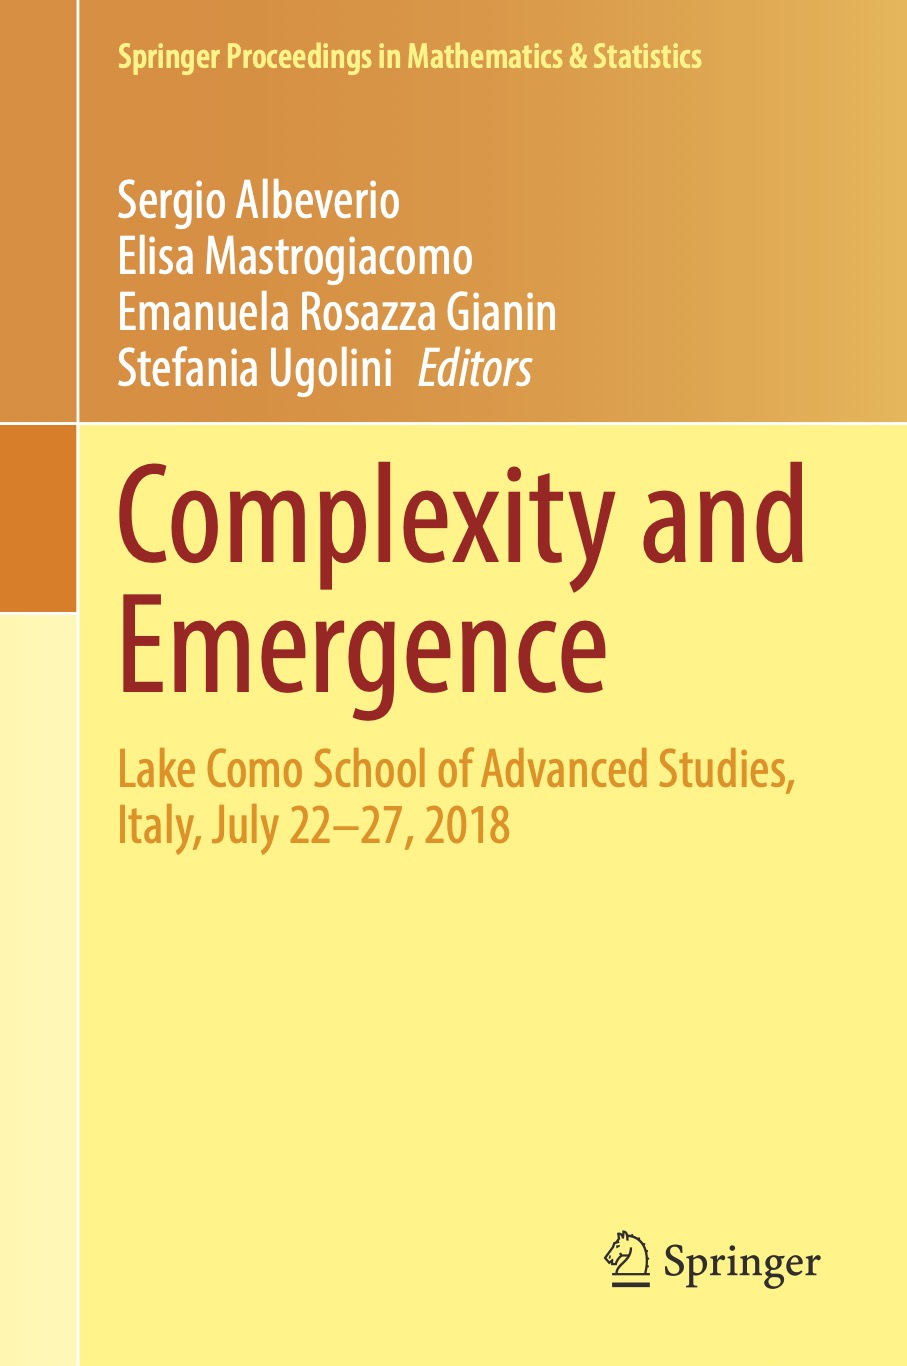 Springer Proceedings in Mathematics & Statistics
Sergio Albeverio
Elisa Mastrogiacomo
Emanuela Rosazza Gianin
Stefania Ugolini Editors
Complexity and
Emergence
Lake Como School of Advanced Studies,
Italy, July 22–27, 2018
Springer